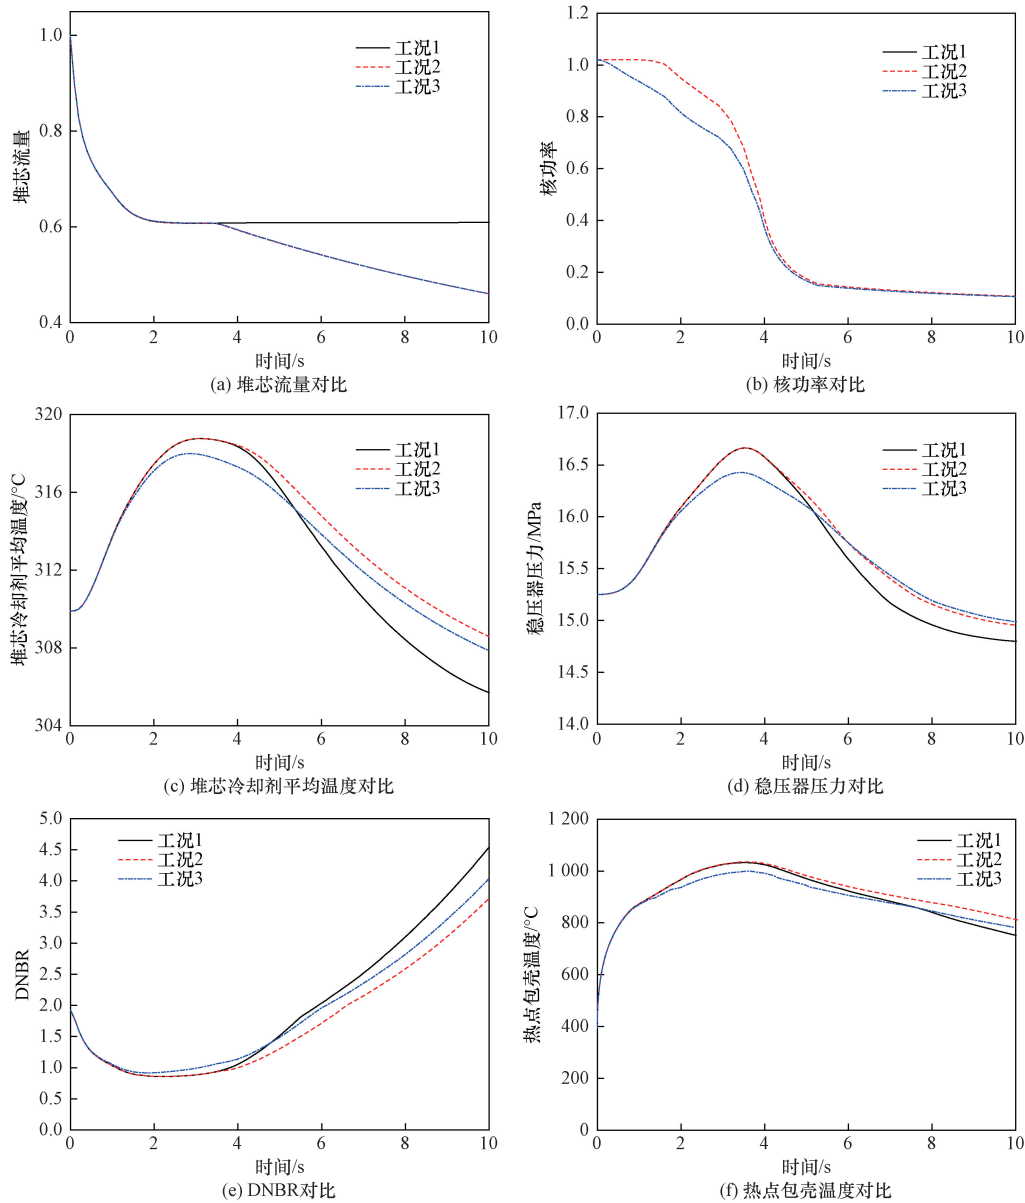 1.0
0.8
0.6
0.4
堆芯流量
工况1
工况2
工况3
0 2 4 6 8 10
时间/s
(a) 堆芯流量对比
1.2
1.0
0.8
0.6
0.4
0.2
0.0
核功率
工况1
工况2
工况3
0 2 4 6 8 10
时间/s
(b) 核功率对比
320
316
312
308
304
堆芯冷却剂平均温度/°C
工况1
工况2
工况3
0 2 4 6 8 10
时间/s
(c) 堆芯冷却剂平均温度对比
17.0
16.5
16.0
15.5
15.0
14.5
14.0
稳压器压力/MPa
工况1
工况2
工况3
0 2 4 6 8 10
时间/s
(d) 稳压器压力对比
5.0
4.5
4.0
3.5
3.0
2.5
2.0
1.5
1.0
0.5
0.0
DNBR
工况1
工况2
工况3
0 2 4 6 8 10
时间/s
(e) DNBR对比
1 200
1 000
800
600
400
200
0
热点包壳温度/°C
工况1
工况2
工况3
0 2 4 6 8 10
时间/s
(f) 热点包壳温度对比